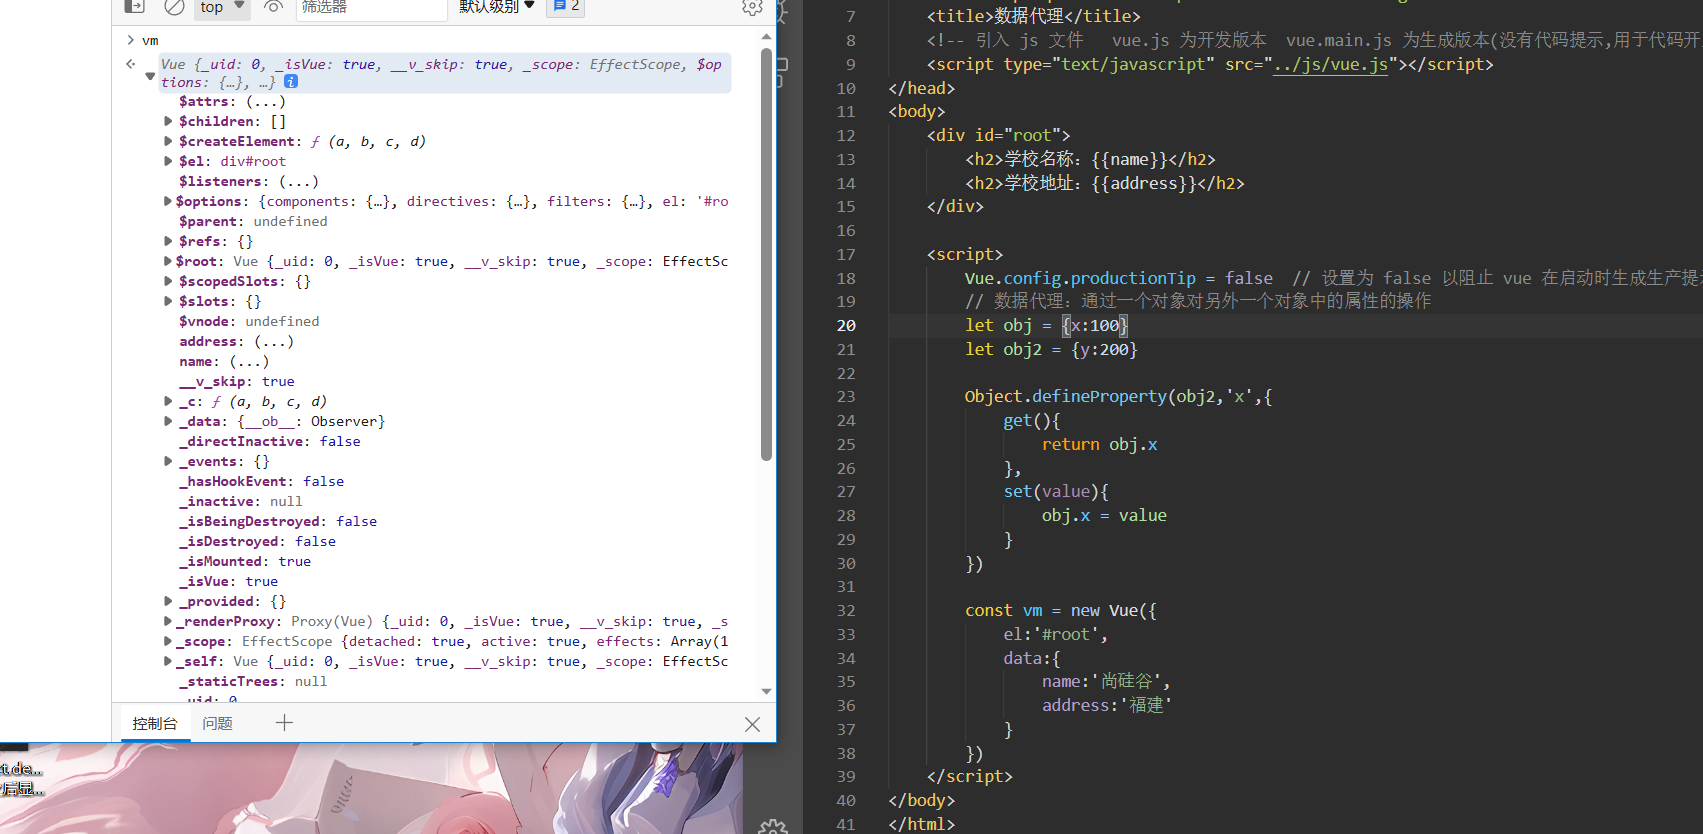 top
筛选器
默认级别
2
vm
Vue {_uid: 0, _isVue: true, __v_skip: true, _scope: EffectScope, $op
tions: {…}, …}
$attrs: (...)
$children: []
$createElement: ƒ (a, b, c, d)
$el: div#root
$listeners: (...)
$options: {components: {…}, directives: {…}, filters: {…}, el: '#ro
$parent: undefined
$refs: {}
$root: Vue {_uid: 0, _isVue: true, __v_skip: true, _scope: EffectSc
$scopedSlots: {}
$slots: {}
$vnode: undefined
address: (...)
name: (...)
__v_skip: true
_c: ƒ (a, b, c, d)
_data: {__ob__: Observer}
_directInactive: false
_events: {}
_hasHookEvent: false
_inactive: null
_isBeingDestroyed: false
_isDestroyed: false
_isMounted: true
_isVue: true
_provided: {}
_renderProxy: Proxy(Vue) {_uid: 0, _isVue: true, __v_skip: true, _s
_scope: EffectScope {detached: true, active: true, effects: Array(1
_self: Vue {_uid: 0, _isVue: true, __v_skip: true, _scope: EffectSc
_staticTrees: null
_uid: 0
控制台 问题
t.de...
后显...
7 <title>数据代理</title>
8 <!-- 引入 js 文件   vue.js 为开发版本  vue.main.js 为生成版本(没有代码提示,用于代码开
9 <script type="text/javascript" src="../js/vue.js"></script>
10 </head>
11 <body>
12 <div id="root">
13 <h2>学校名称: {{name}}</h2>
14 <h2>学校地址: {{address}}</h2>
15 </div>
16
17 <script>
18 Vue.config.productionTip = false  // 设置为 false 以阻止 vue 在启动时生成生产提
19 // 数据代理: 通过一个对象对另外一个对象中的属性的操作
20 let obj = {x:100}
21 let obj2 = {y:200}
22
23 Object.defineProperty(obj2,'x',{
24 get(){
25 return obj.x
26 },
27 set(value){
28 obj.x = value
29 }
30 })
31
32 const vm = new Vue({
33 el:'#root',
34 data:{
35 name:'尚硅谷',
36 address:'福建'
37 }
38 })
39 </script>
40 </body>
41 </html>